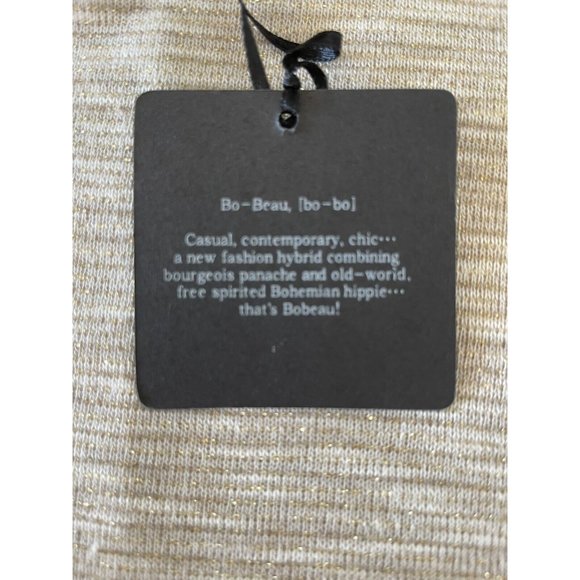 Bo-Beau, [bo-bo]
Casual, contemporary, chic···
a new fashion hybrid combining
bourgeois panache and old-world,
free spirited Bohemian hippie···
that's Bobeau!